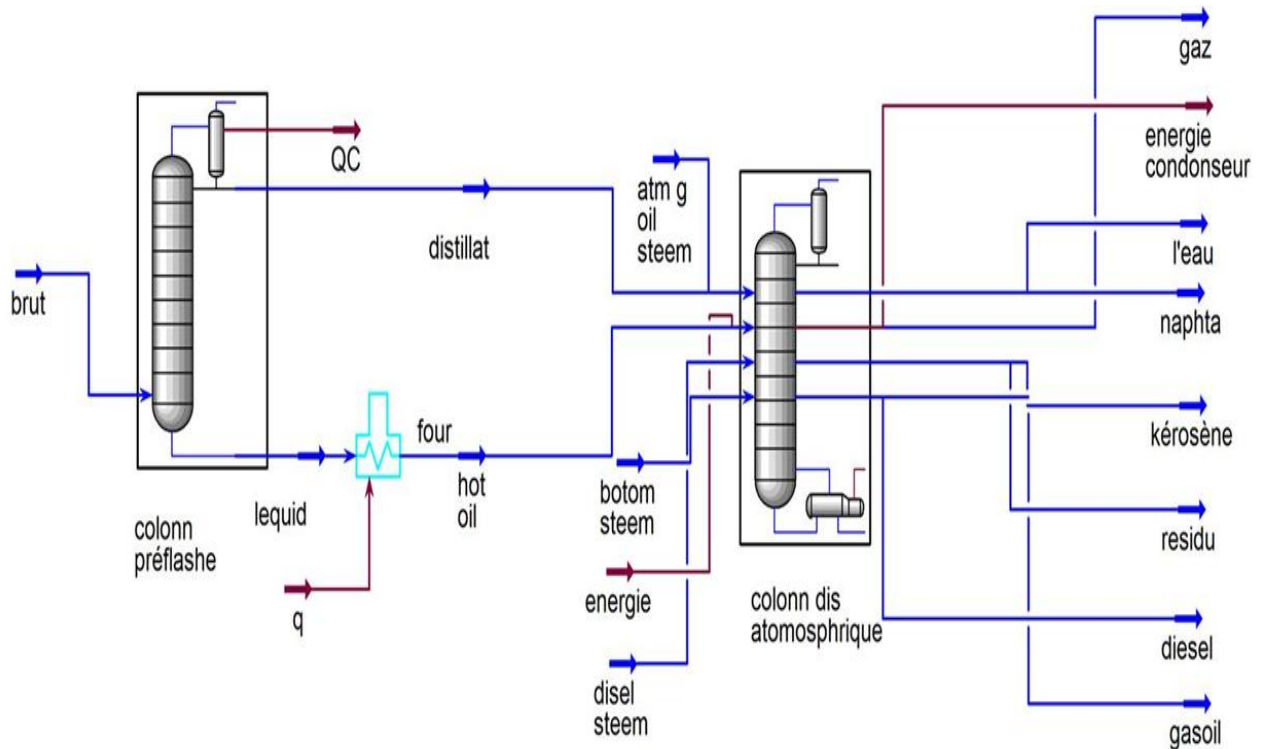 gaz
energie
condonseur
QC
atm g
oil
steem
distillat
l'eau
brut
naphta
four
kérosène
hot
oil
botom
steem
lequid
colonn
préflashe
residu
energie
colonn dis
atomosphrique
q
diesel
disel
steem
gasoil